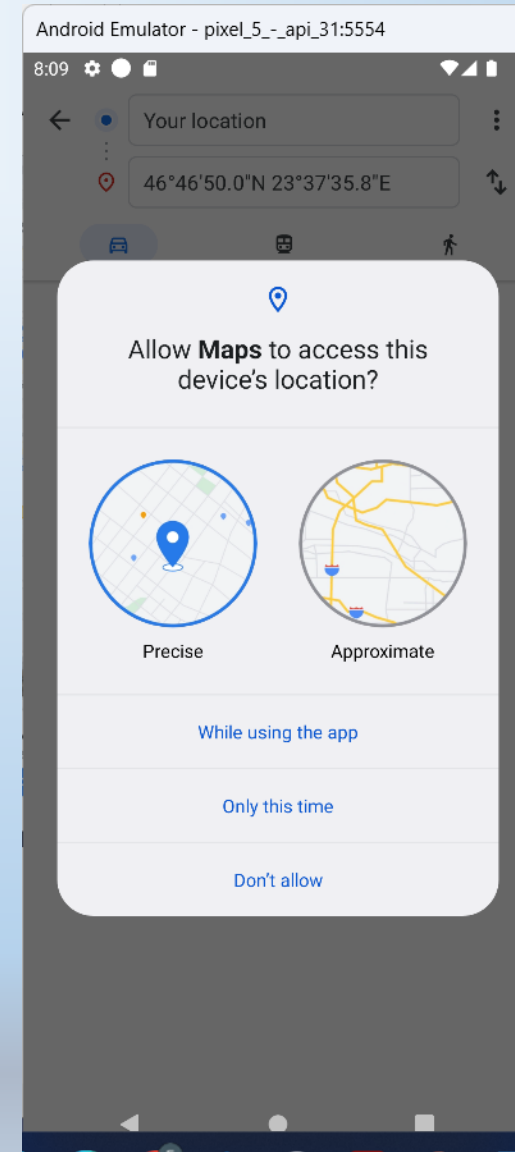 Android Emulator - pixel_5_-_api_31:5554
8:09
Your location
46°46'50.0"N 23°37'35.8"E
Allow Maps to access this
device's location?
Precise
Approximate
While using the app
Only this time
Don't allow